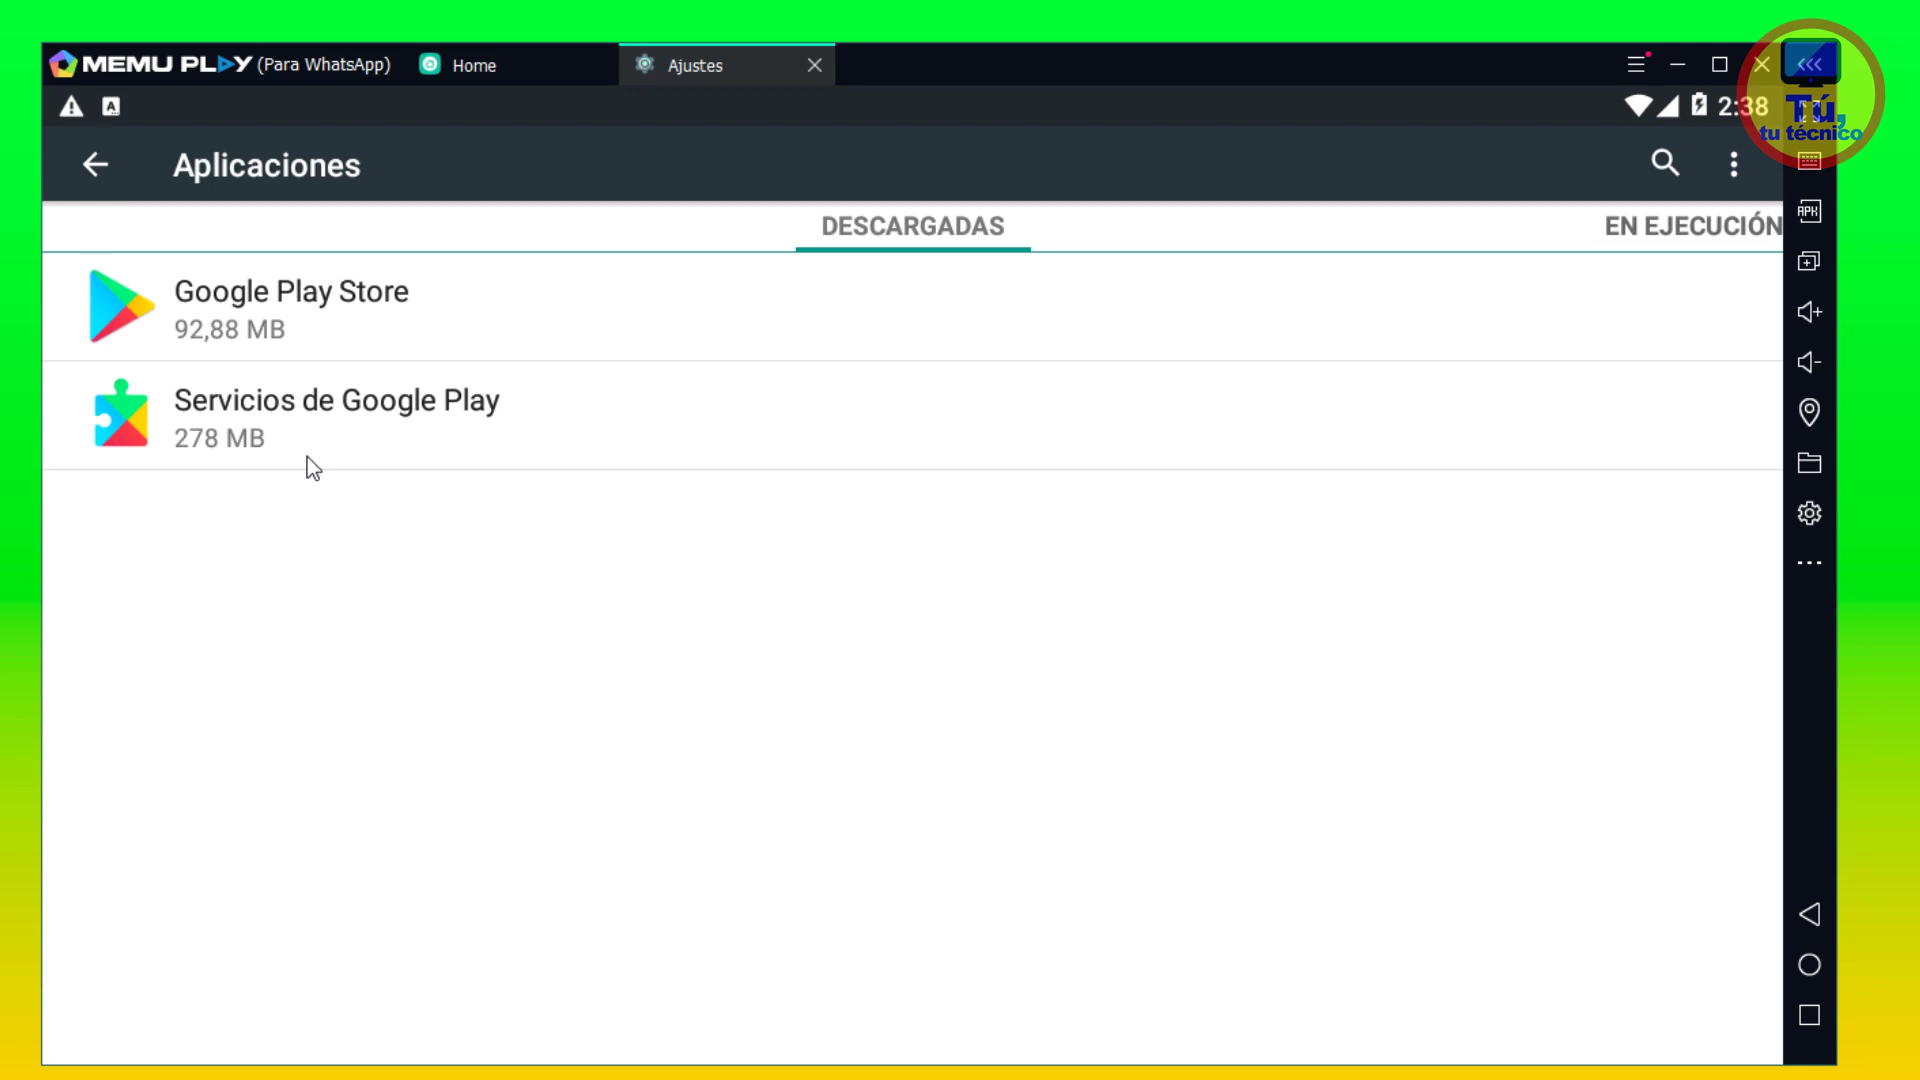 MEMU PLAY (Para WhatsApp)
Home
Ajustes
2:38
Tú,
tu técnico
Aplicaciones
APK
DESCARGADAS
EN EJECUCIÓN
Google Play Store
92,88 MB
Servicios de Google Play
278 MB